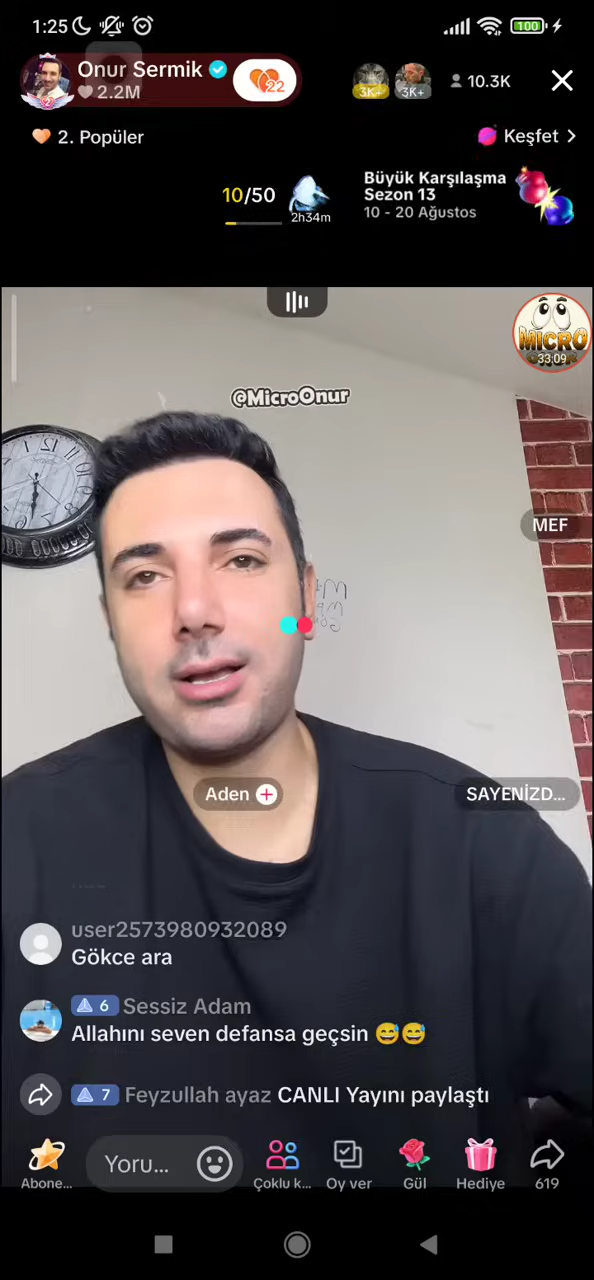 1:25
100
Onur Sermik
22
2.2M
3K+
3K+
10.3K
2. Popüler
Keşfet
10/50
2h34m
Büyük Karşılaşma
Sezon 13
10 - 20 Ağustos
MICRO
33:09
@MicroOnur
MEF
Aden
SAYENİZD...
user2573980932089
Gökce ara
6 Sessiz Adam
Allahını seven defansa geçsin 😅😅
7 Feyzullah ayaz CANLI Yayını paylaştı
Yoru...
Abone...
Çoklu k...
Oy ver
Gül
Hediye
619